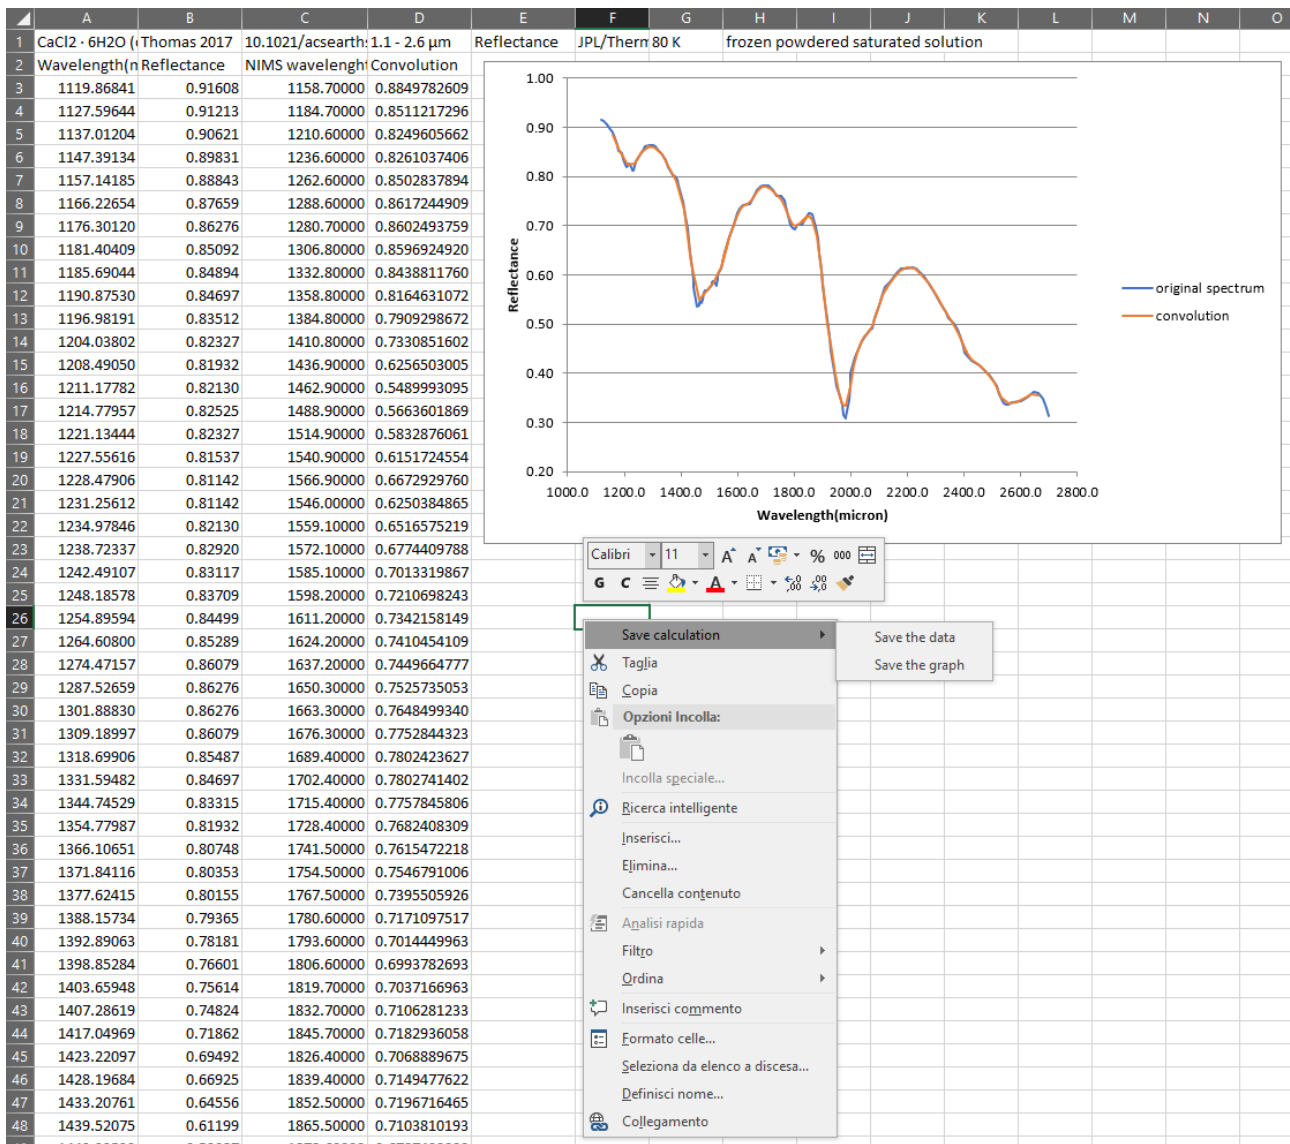 A B C D E F G H I J K L M N O
1 CaCl2 · 6H2O ( Thomas 2017 10.1021/acsearths 1.1 - 2.6 µm Reflectance JPL/Therm 80 K frozen powdered saturated solution
2 Wavelength(n Reflectance NIMS wavelenght Convolution
3 1119.86841 0.91608 1158.70000 0.8849782609
4 1127.59644 0.91213 1184.70000 0.8511217296
5 1137.01204 0.90621 1210.60000 0.8249605662
6 1147.39134 0.89831 1236.60000 0.8261037406
7 1157.14185 0.88843 1262.60000 0.8502837894
8 1166.22654 0.87659 1288.60000 0.8617244909
9 1176.30120 0.86276 1280.70000 0.8602493759
10 1181.40409 0.85092 1306.80000 0.8596924920
11 1185.69044 0.84894 1332.80000 0.8438811760
12 1190.87530 0.84697 1358.80000 0.8164631072
13 1196.98191 0.83512 1384.80000 0.7909298672
14 1204.03802 0.82327 1410.80000 0.7330851602
15 1208.49050 0.81932 1436.90000 0.6256503005
16 1211.17782 0.82130 1462.90000 0.5489993095
17 1214.77957 0.82525 1488.90000 0.5663601869
18 1221.13444 0.82327 1514.90000 0.5832876061
19 1227.55616 0.81537 1540.90000 0.6151724554
20 1228.47906 0.81142 1566.90000 0.6672929760
21 1231.25612 0.81142 1546.00000 0.6250384865
22 1234.97846 0.82130 1559.10000 0.6516575219
23 1238.72337 0.82920 1572.10000 0.6774409788
24 1242.49107 0.83117 1585.10000 0.7013319867
25 1248.18578 0.83709 1598.20000 0.7210698243
26 1254.89594 0.84499 1611.20000 0.7342158149
27 1264.60800 0.85289 1624.20000 0.7410454109
28 1274.47157 0.86079 1637.20000 0.7449664777
29 1287.52659 0.86276 1650.30000 0.7525735053
30 1301.88830 0.86276 1663.30000 0.7648499340
31 1309.18997 0.86079 1676.30000 0.7752844323
32 1318.69906 0.85487 1689.40000 0.7802423627
33 1331.59482 0.84697 1702.40000 0.7802741402
34 1344.74529 0.83315 1715.40000 0.7757845806
35 1354.77987 0.81932 1728.40000 0.7682408309
36 1366.10651 0.80748 1741.50000 0.7615472218
37 1371.84116 0.80353 1754.50000 0.7546791006
38 1377.62415 0.80155 1767.50000 0.7395505926
39 1388.15734 0.79365 1780.60000 0.7171097517
40 1392.89063 0.78181 1793.60000 0.7014449963
41 1398.85284 0.76601 1806.60000 0.6993782693
42 1403.65948 0.75614 1819.70000 0.7037166963
43 1407.28619 0.74824 1832.70000 0.7106281233
44 1417.04969 0.71862 1845.70000 0.7182936058
45 1423.22097 0.69492 1826.40000 0.7068889675
46 1428.19684 0.66925 1839.40000 0.7149477622
47 1433.20761 0.64556 1852.50000 0.7196716465
48 1439.52075 0.61199 1865.50000 0.7103810193
1.00
0.90
0.80
0.70
0.60
0.50
0.40
0.30
0.20
Reflectance
1000.0 1200.0 1400.0 1600.0 1800.0 2000.0 2200.0 2400.0 2600.0 2800.0
Wavelength(micron)
original spectrum
convolution
Calibri 11 A A % 000
G C A ,00 ,00 ,0
Save calculation
Save the data
Save the graph
Taglia
Copia
Opzioni Incolla:
Incolla speciale...
Ricerca intelligente
Inserisci...
Elimina...
Cancella contenuto
Analisi rapida
Filtro
Ordina
Inserisci commento
Formato celle...
Seleziona da elenco a discesa...
Definisci nome...
Collegamento